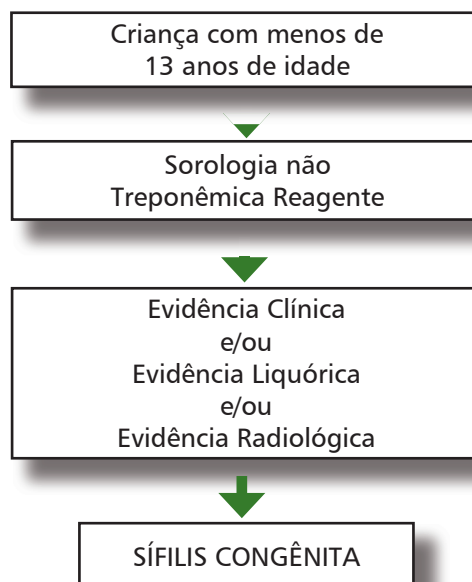 Criança com menos de
13 anos de idade
Sorologia não
Treponêmica Reagente
Evidência Clínica
e/ou
Evidência Liquórica
e/ou
Evidência Radiológica
SÍFILIS CONGÊNITA